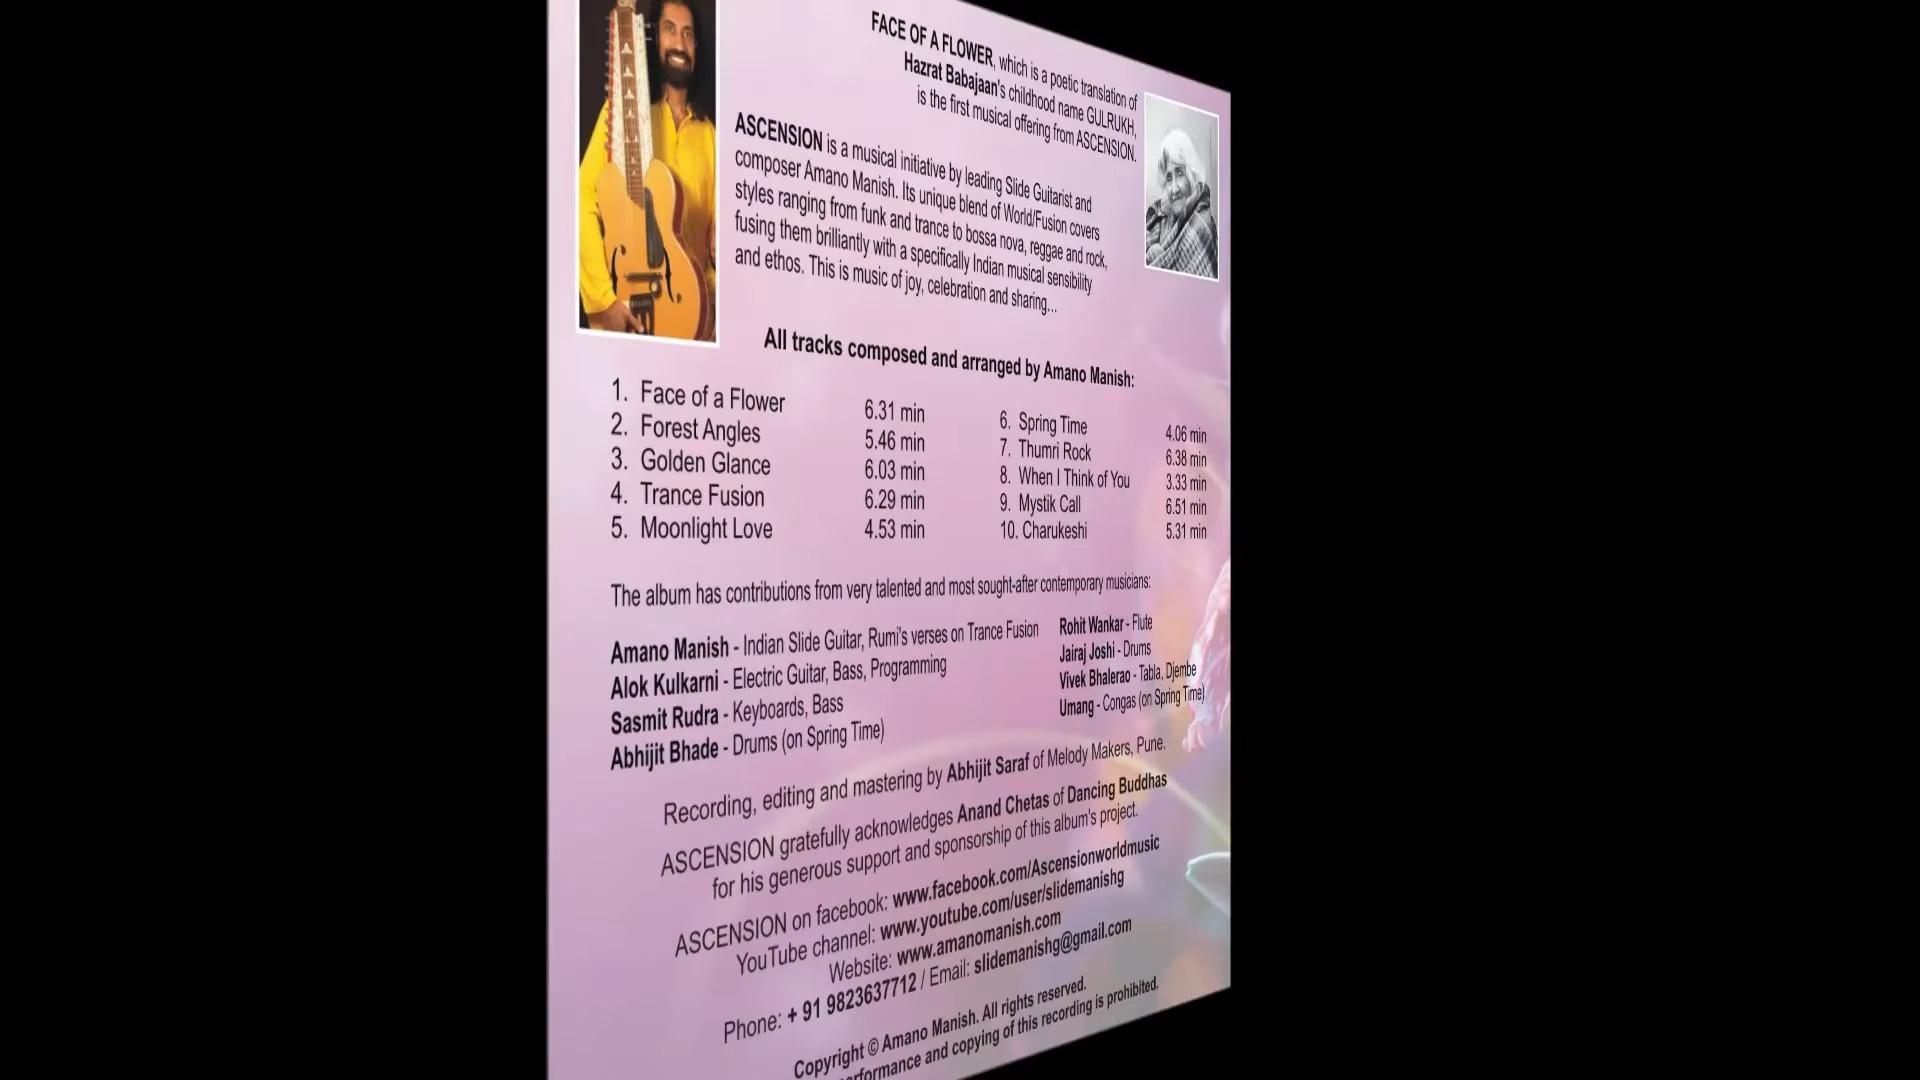 FACE OF A FLOWER, which is a poetic translation of
Hazrat Babajaan's childhood name GULRUKH,
is the first musical offering from ASCENSION.
ASCENSION is a musical initiative by leading Slide Guitarist and
composer Amano Manish. Its unique blend of World/Fusion covers
styles ranging from funk and trance to bossa nova, reggae and rock,
fusing them brilliantly with a specifically Indian musical sensibility
and ethos. This is music of joy, celebration and sharing...
All tracks composed and arranged by Amano Manish:
1. Face of a Flower 6.31 min
2. Forest Angles 5.46 min
3. Golden Glance 6.03 min
4. Trance Fusion 6.29 min
5. Moonlight Love 4.53 min
6. Spring Time 4.06 min
7. Thumri Rock 6.38 min
8. When I Think of You 3.33 min
9. Mystik Call 6.51 min
10. Charukeshi 5.31 min
The album has contributions from very talented and most sought-after contemporary musicians:
Amano Manish - Indian Slide Guitar, Rumi's verses on Trance Fusion
Alok Kulkarni - Electric Guitar, Bass, Programming
Sasmit Rudra - Keyboards, Bass
Abhijit Bhade - Drums (on Spring Time)
Rohit Wankar - Flute
Jairaj Joshi - Drums
Vivek Bhalerao - Tabla, Djembe
Umang - Congas (on Spring Time)
Recording, editing and mastering by Abhijit Saraf of Melody Makers, Pune.
ASCENSION gratefully acknowledges Anand Chetas of Dancing Buddhas
for his generous support and sponsorship of this album's project.
ASCENSION on facebook: www.facebook.com/Ascensionworldmusic
YouTube channel: www.youtube.com/user/slidemanishg
Website: www.amanomanish.com
Phone: + 91 9823637712 / Email: slidemanishg@gmail.com
Copyright © Amano Manish. All rights reserved.
and copying of this recording is prohibited.